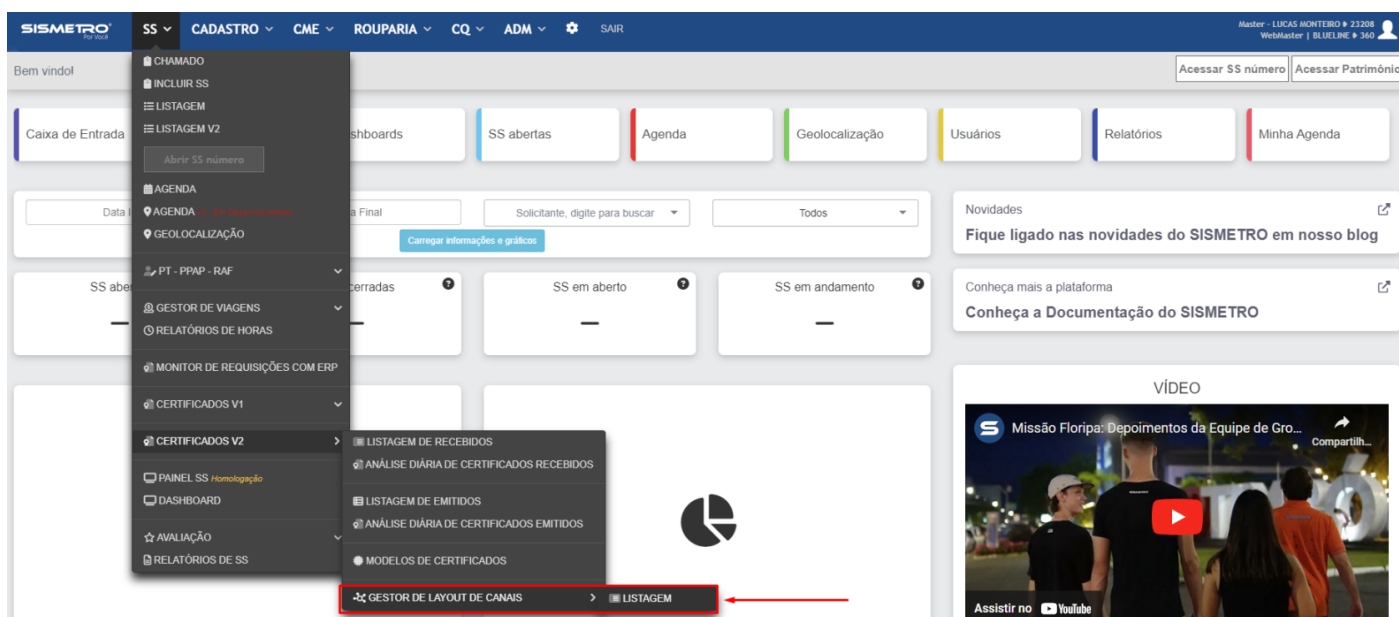 SISMETRO
Por Você
SS CADASTRO CME ROUPARIA CQ ADM SAIR
Master - LUCAS MONTEIRO 23208
WebMaster | BLUELINE 360
Bem vindo!
Acessar SS número Acessar Patrimônio
CHAMADO
INCLUIR SS
LISTAGEM
LISTAGEM V2
Abrir SS número
AGENDA
AGENDA
GEOLOCALIZAÇÃO
PT - PPAP - RAF
GESTOR DE VIAGENS
RELATÓRIOS DE HORAS
MONITOR DE REQUISIÇÕES COM ERP
CERTIFICADOS V1
CERTIFICADOS V2
PAINEL SS Homologação
DASHBOARD
AVALIAÇÃO
RELATÓRIOS DE SS
LISTAGEM DE RECEBIDOS
ANÁLISE DIÁRIA DE CERTIFICADOS RECEBIDOS
LISTAGEM DE EMITIDOS
ANÁLISE DIÁRIA DE CERTIFICADOS EMITIDOS
MODELOS DE CERTIFICADOS
GESTOR DE LAYOUT DE CANAIS
LISTAGEM
Caixa de Entrada shboards SS abertas Agenda Geolocalização Usuários Relatórios Minha Agenda
Data I a Final Solicitante, digite para buscar Todos
Carregar informações e gráficos
SS aber cerradas SS em aberto SS em andamento
Novidades
Fique ligado nas novidades do SISMETRO em nosso blog
Conheça mais a plataforma
Conheça a Documentação do SISMETRO
VÍDEO
Missão Floripa: Depoimentos da Equipe de Gro...
Compartilh...
Assistir no YouTube